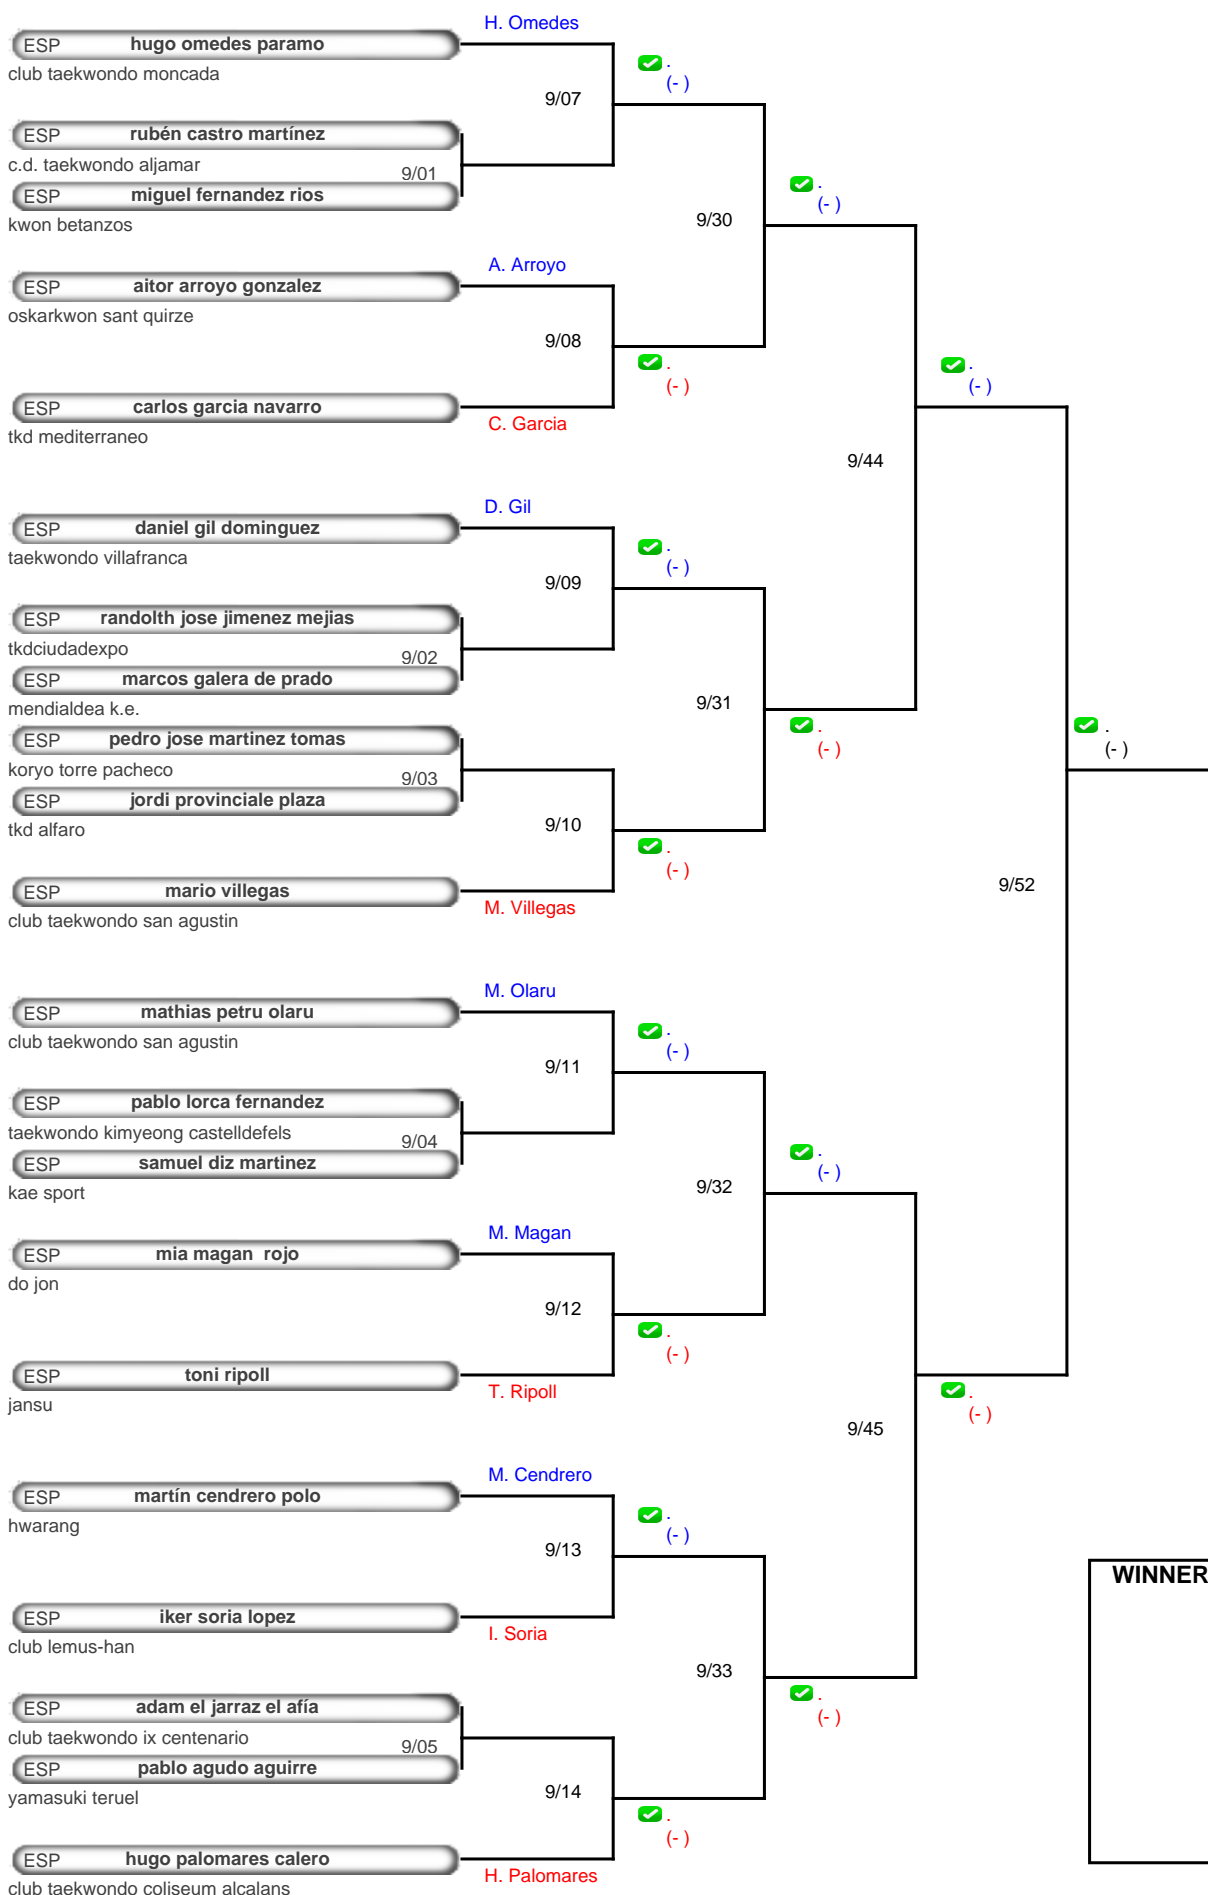 H. Omedes
ESP hugo omedes paramo
club taekwondo moncada
.
(- )
9/07
ESP rubén castro martínez
c.d. taekwondo aljamar
9/01
ESP miguel fernandez rios
kwon betanzos
.
(- )
9/30
A. Arroyo
ESP aitor arroyo gonzalez
oskarkwon sant quirze
9/08
.
(- )
.
(- )
ESP carlos garcia navarro
C. Garcia
tkd mediterraneo
9/44
D. Gil
ESP daniel gil dominguez
taekwondo villafranca
.
(- )
9/09
ESP randolth jose jimenez mejias
tkdciudadexpo
9/02
ESP marcos galera de prado
mendialdea k.e.
9/31
ESP pedro jose martinez tomas
.
(- )
.
(- )
koryo torre pacheco
9/03
ESP jordi provinciale plaza
tkd alfaro
9/10
.
(- )
ESP mario villegas
M. Villegas
club taekwondo san agustin
9/52
M. Olaru
ESP mathias petru olaru
club taekwondo san agustin
.
(- )
9/11
ESP pablo lorca fernandez
taekwondo kimyeong castelldefels
9/04
ESP samuel diz martinez
kae sport
.
(- )
9/32
M. Magan
ESP mia magan rojo
do jon
9/12
.
(- )
ESP toni ripoll
T. Ripoll
jansu
.
(- )
9/45
M. Cendrero
ESP martín cendrero polo
hwarang
.
(- )
9/13
WINNER
ESP iker soria lopez
I. Soria
club lemus-han
9/33
ESP adam el jarraz el afía
.
(- )
club taekwondo ix centenario
9/05
ESP pablo agudo aguirre
yamasuki teruel
9/14
.
(- )
ESP hugo palomares calero
H. Palomares
club taekwondo coliseum alcalans